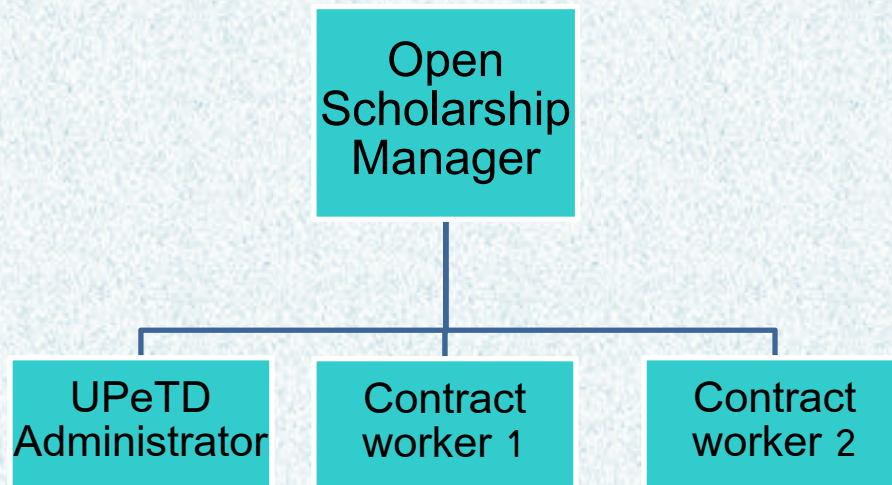 Open
Scholarship
Manager
UPeTD
Administrator
Contract
worker 1
Contract
worker 2